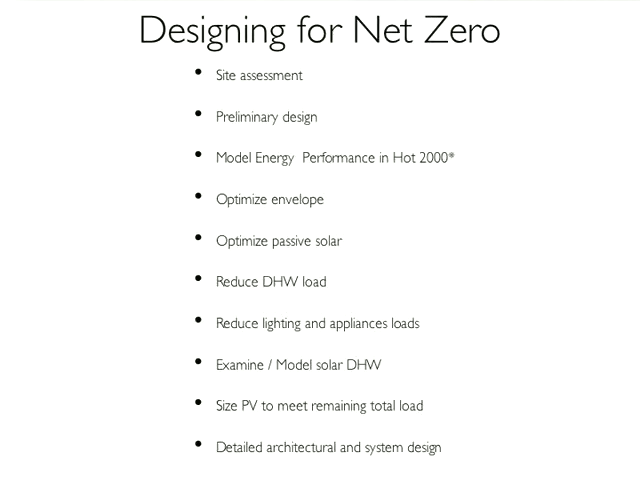 Designing for Net Zero
• Site assessment
• Preliminary design
• Model Energy  Performance in Hot 2000*
• Optimize envelope
• Optimize passive solar
• Reduce DHW load
• Reduce lighting and appliances loads
• Examine / Model solar DHW
• Size PV to meet remaining total load
• Detailed architectural and system design